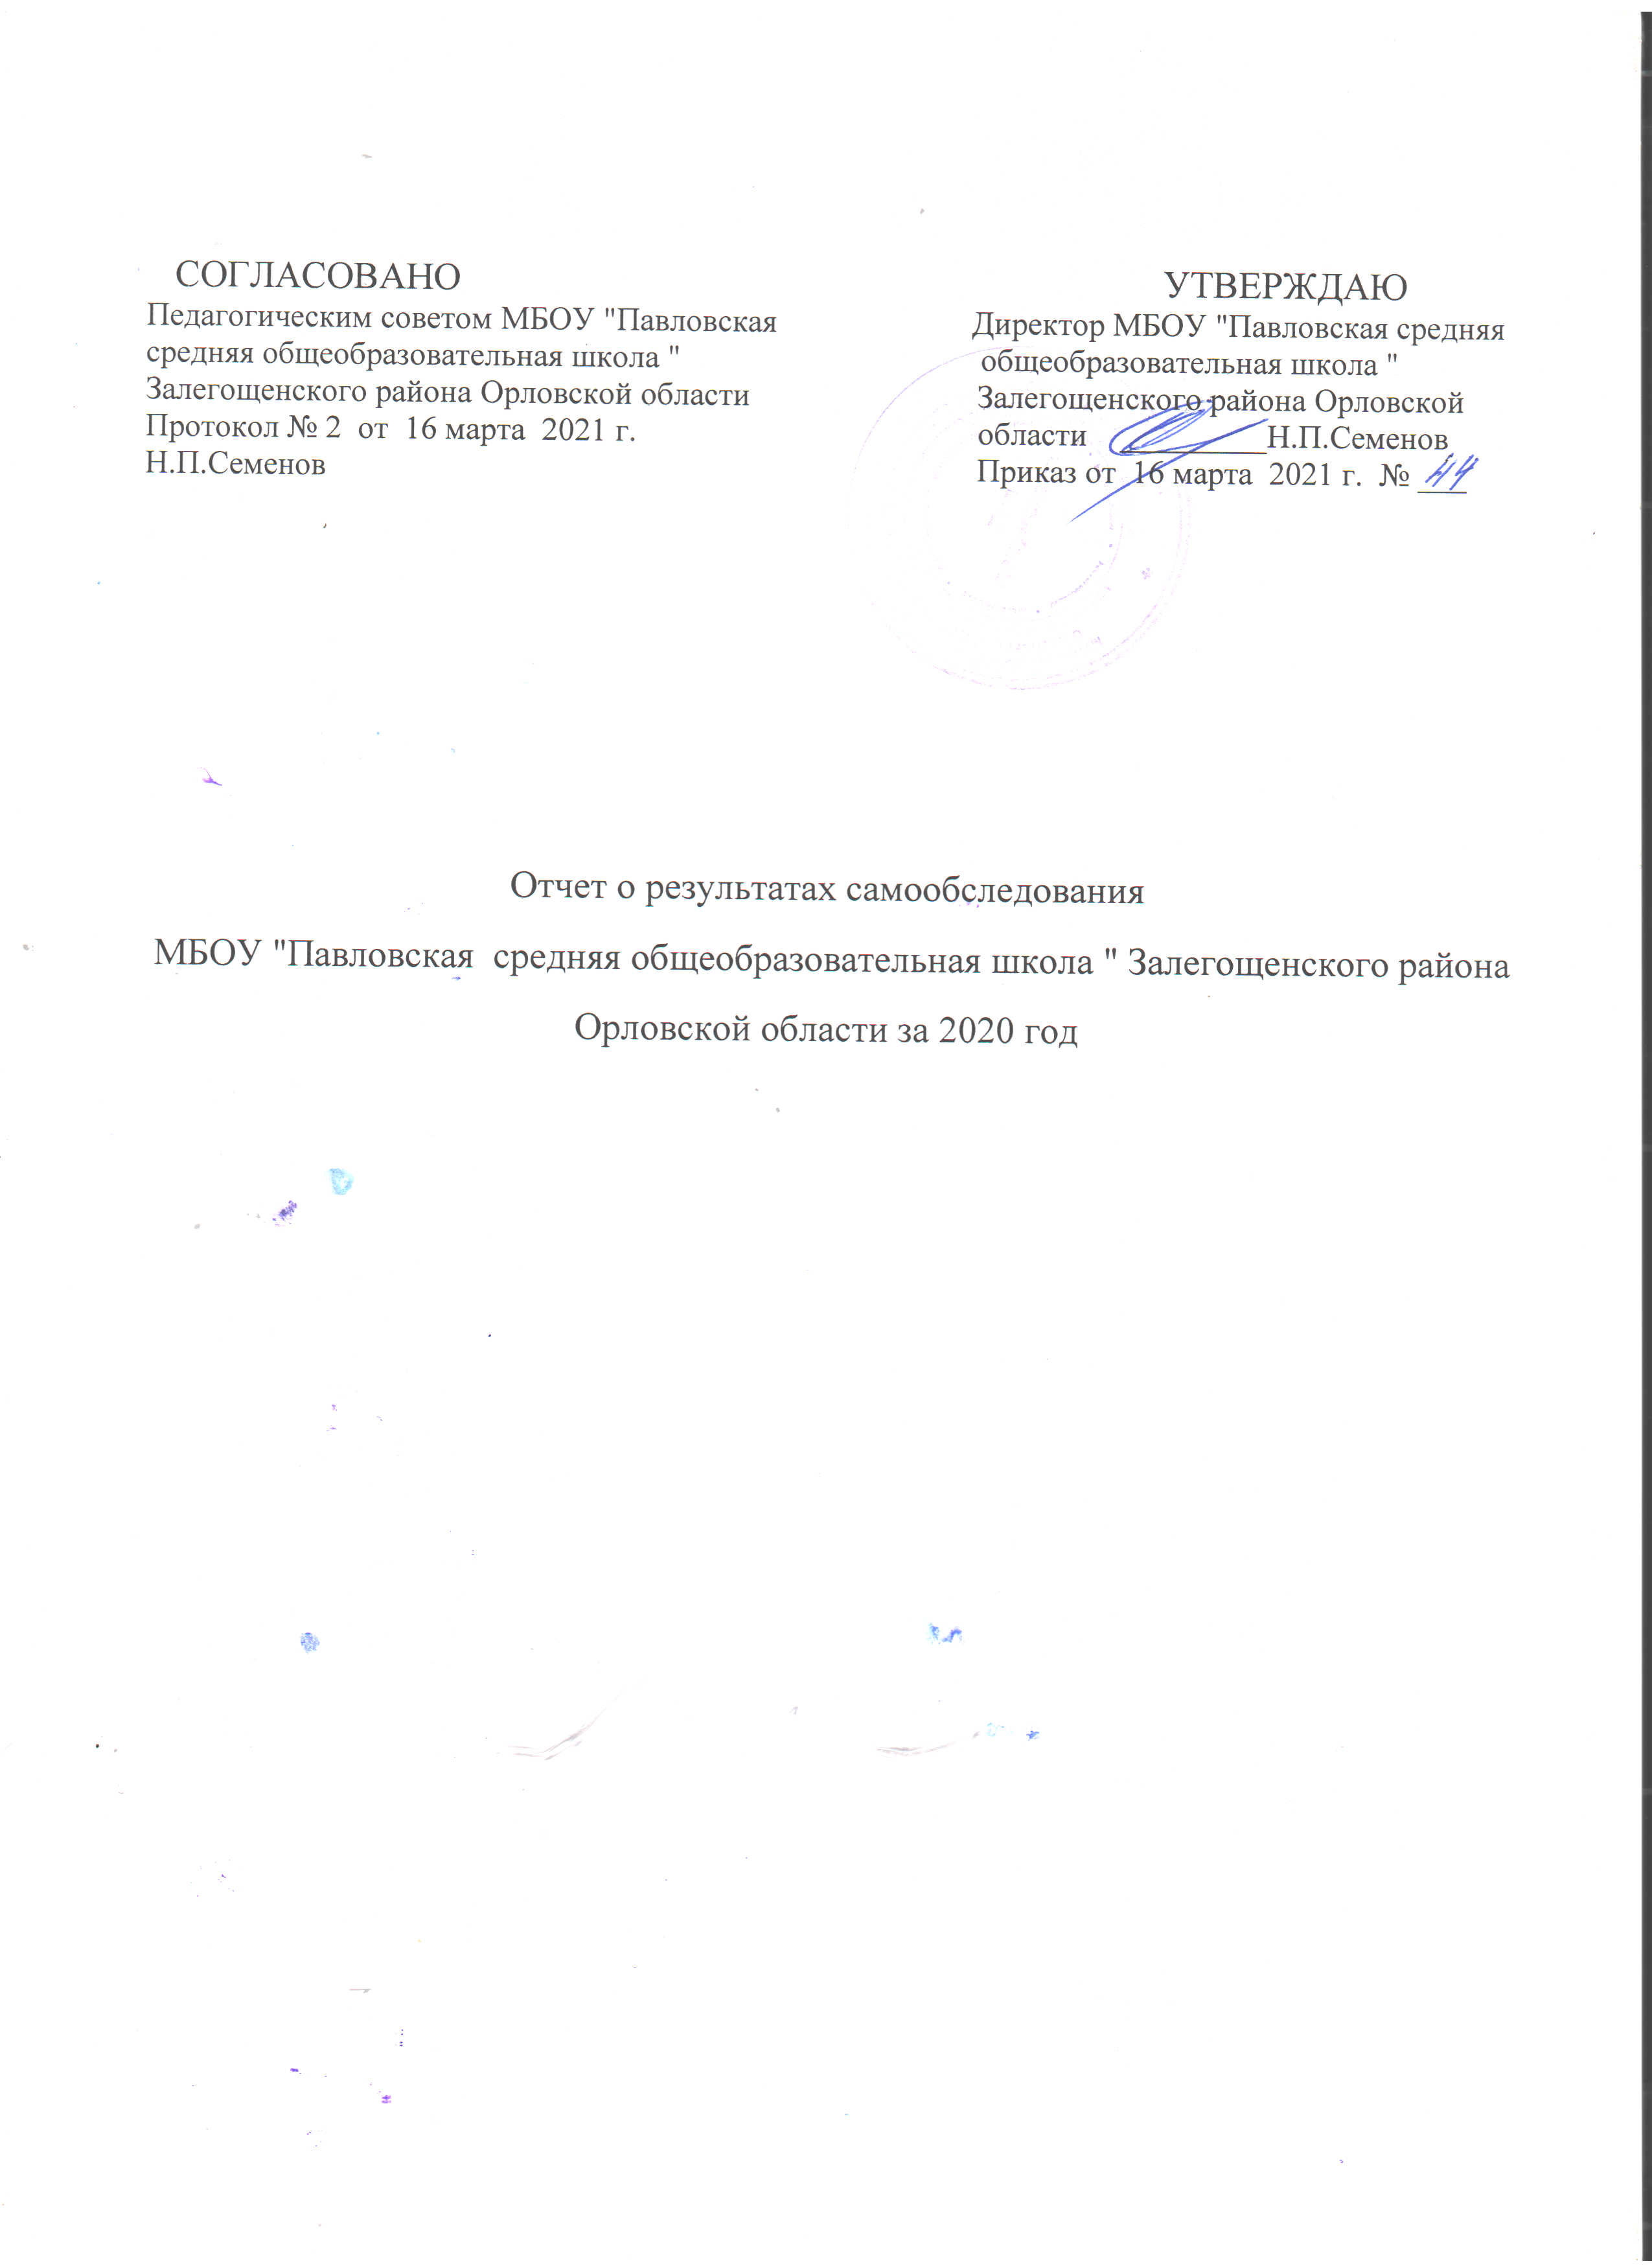 СОГЛАСОВАНО
Педагогическим советом МБОУ "Павловская
средняя общеобразовательная школа "
Залегощенского района Орловской области
Протокол № 2 от 16 марта 2021 г.
Н.П.Семенов
УТВЕРЖДАЮ
Директор МБОУ "Павловская средняя
общеобразовательная школа "
Залегощенского района Орловской
области ___________Н.П.Семенов
Приказ от 16 марта 2021 г. № 44
Отчет о результатах самообследования
МБОУ "Павловская средняя общеобразовательная школа " Залегощенского района
Орловской области за 2020 год